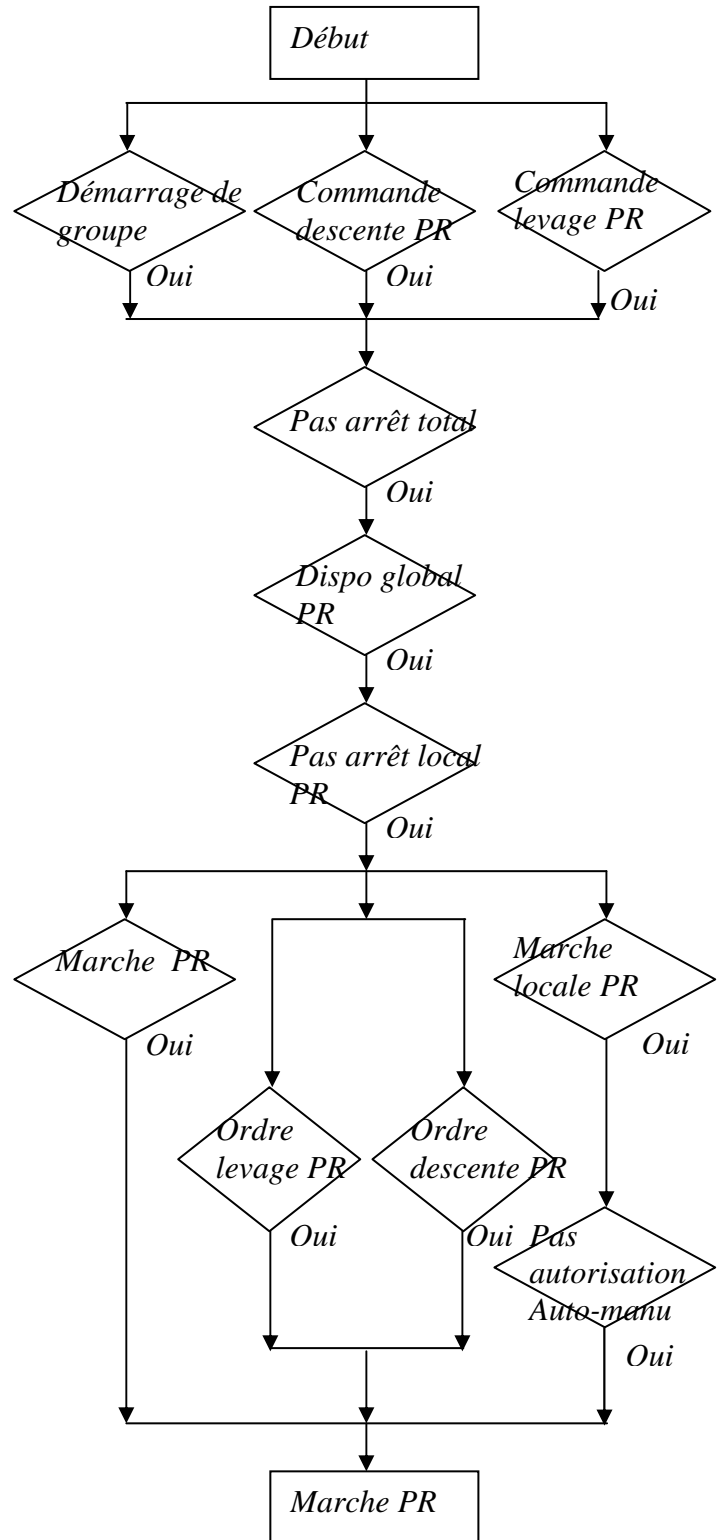 Début
Démarrage de
groupe
Commande
descente PR
Commande
levage PR
Oui
Oui
Oui
Pas arrêt total
Oui
Dispo global
PR
Oui
Pas arrêt local
PR
Oui
Marche PR
Marche
locale PR
Oui
Oui
Ordre
levage PR
Ordre
descente PR
Oui
Oui
Pas
autorisation
Auto-manu
Oui
Marche PR